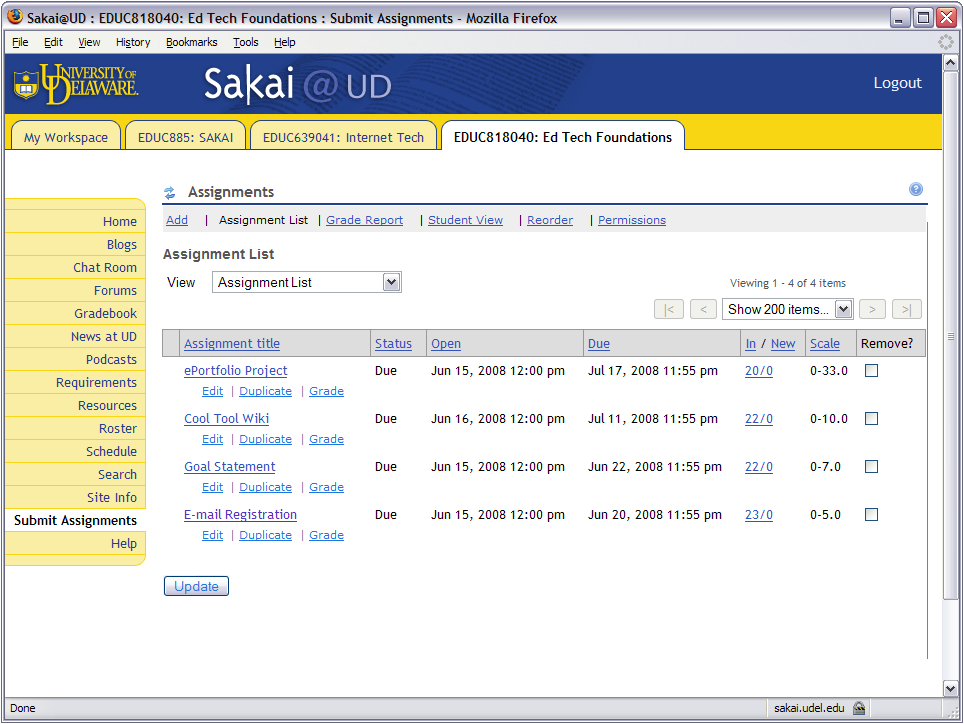 Sakai@UD : EDUC818040: Ed Tech Foundations : Submit Assignments - Mozilla Firefox
File Edit View History Bookmarks Tools Help
UNIVERSITY OF DELAWARE. Sakai @ UD Logout
My Workspace EDUC885: SAKAI EDUC639041: Internet Tech EDUC818040: Ed Tech Foundations
Home
Blogs
Chat Room
Forums
Gradebook
News at UD
Podcasts
Requirements
Resources
Roster
Schedule
Search
Site Info
Submit Assignments
Help
Assignments ?
Add | Assignment List | Grade Report | Student View | Reorder | Permissions
Assignment List
View Assignment List
Viewing 1 - 4 of 4 items
|< < Show 200 items... > >|
Assignment title Status Open Due In / New Scale Remove?
ePortfolio Project Due Jun 15, 2008 12:00 pm Jul 17, 2008 11:55 pm 20/0 0-33.0
Edit | Duplicate | Grade
Cool Tool Wiki Due Jun 16, 2008 12:00 pm Jul 11, 2008 11:55 pm 22/0 0-10.0
Edit | Duplicate | Grade
Goal Statement Due Jun 15, 2008 12:00 pm Jun 22, 2008 11:55 pm 22/0 0-7.0
Edit | Duplicate | Grade
E-mail Registration Due Jun 15, 2008 12:00 pm Jun 20, 2008 11:55 pm 23/0 0-5.0
Edit | Duplicate | Grade
Update
Done sakai.udel.edu